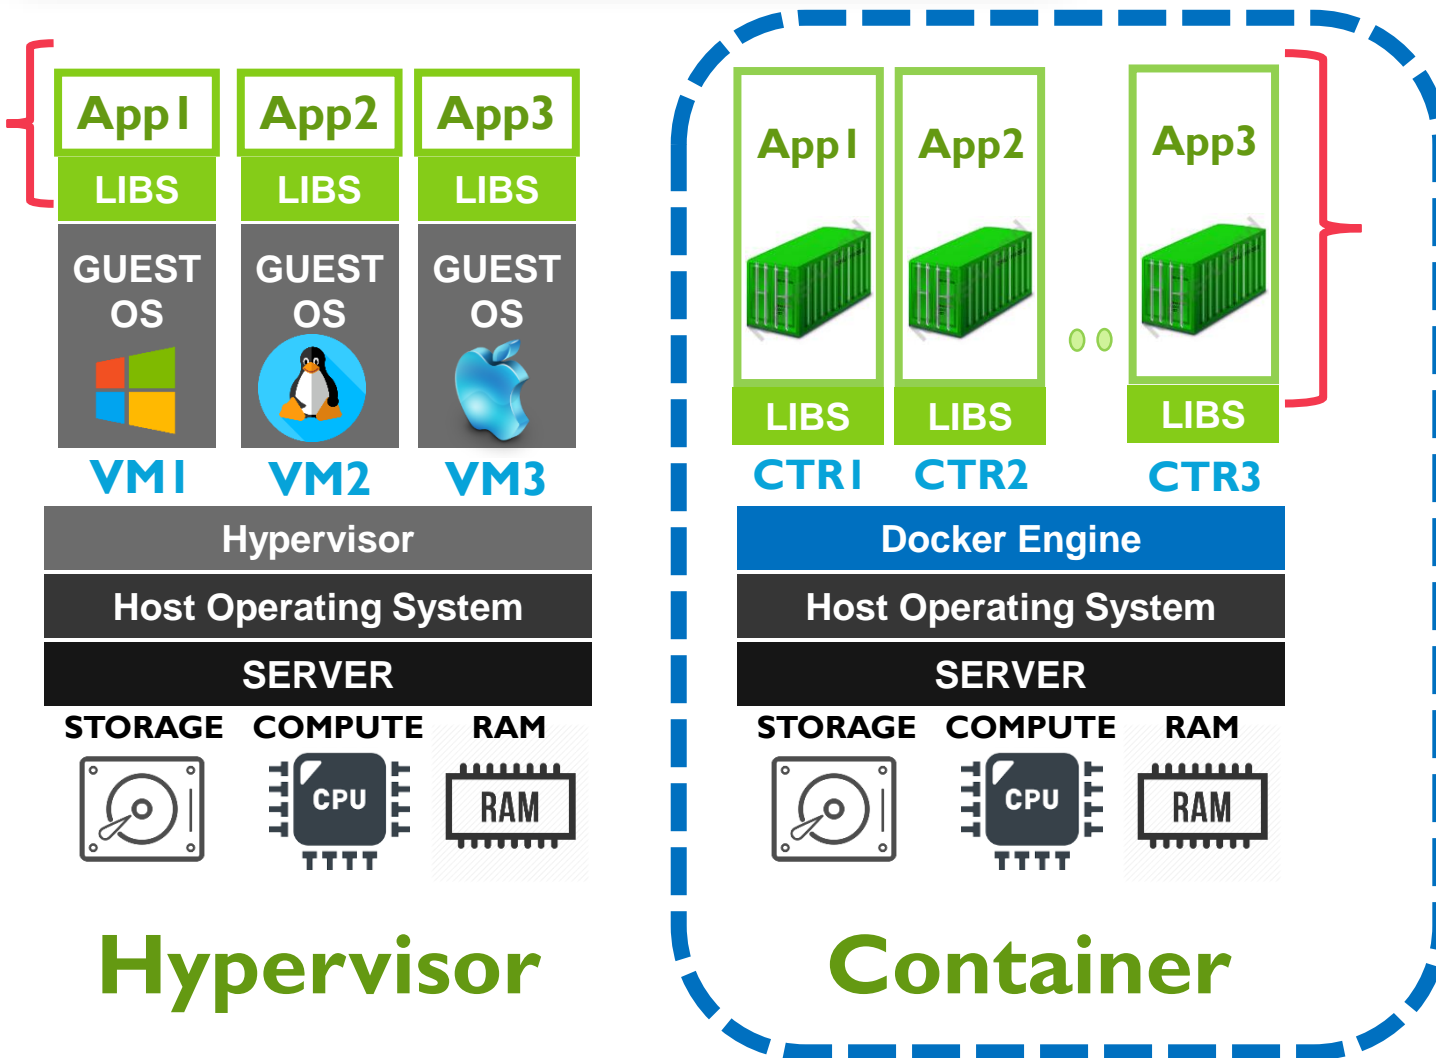 App1 App2 App3
LIBS LIBS LIBS
GUEST OS GUEST OS GUEST OS
VM1 VM2 VM3
Hypervisor
Host Operating System
SERVER
STORAGE COMPUTE RAM
CPU RAM
Hypervisor
App1 App2 App3
LIBS LIBS LIBS
CTR1 CTR2 CTR3
Docker Engine
Host Operating System
SERVER
STORAGE COMPUTE RAM
CPU RAM
Container